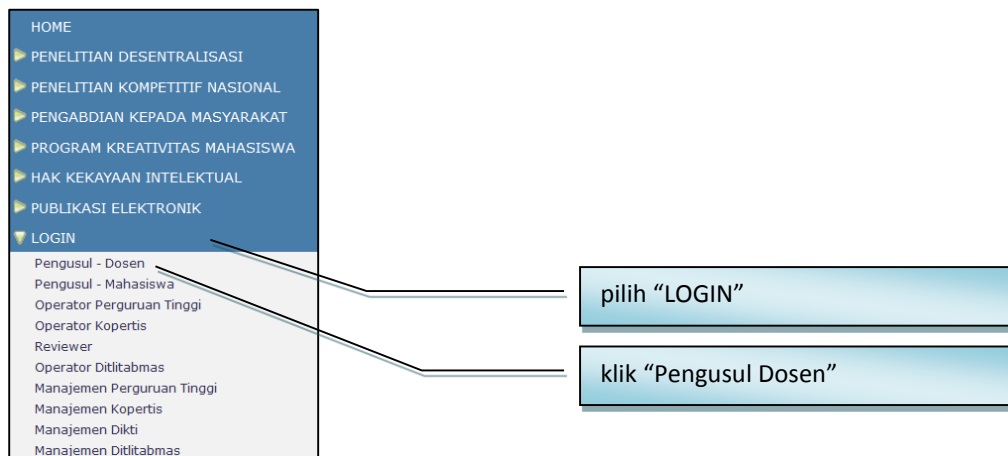 HOME
PENELITIAN DESENTRALISASI
PENELITIAN KOMPETITIF NASIONAL
PENGABDIAN KEPADA MASYARAKAT
PROGRAM KREATIVITAS MAHASISWA
HAK KEKAYAAN INTELEKTUAL
PUBLIKASI ELEKTRONIK
LOGIN
Pengusul - Dosen
Pengusul - Mahasiswa
Operator Perguruan Tinggi
Operator Kopertis
Reviewer
Operator Ditlitabmas
Manajemen Perguruan Tinggi
Manajemen Kopertis
Manajemen Dikti
Manajemen Ditlitabmas
pilih “LOGIN”
klik “Pengusul Dosen”